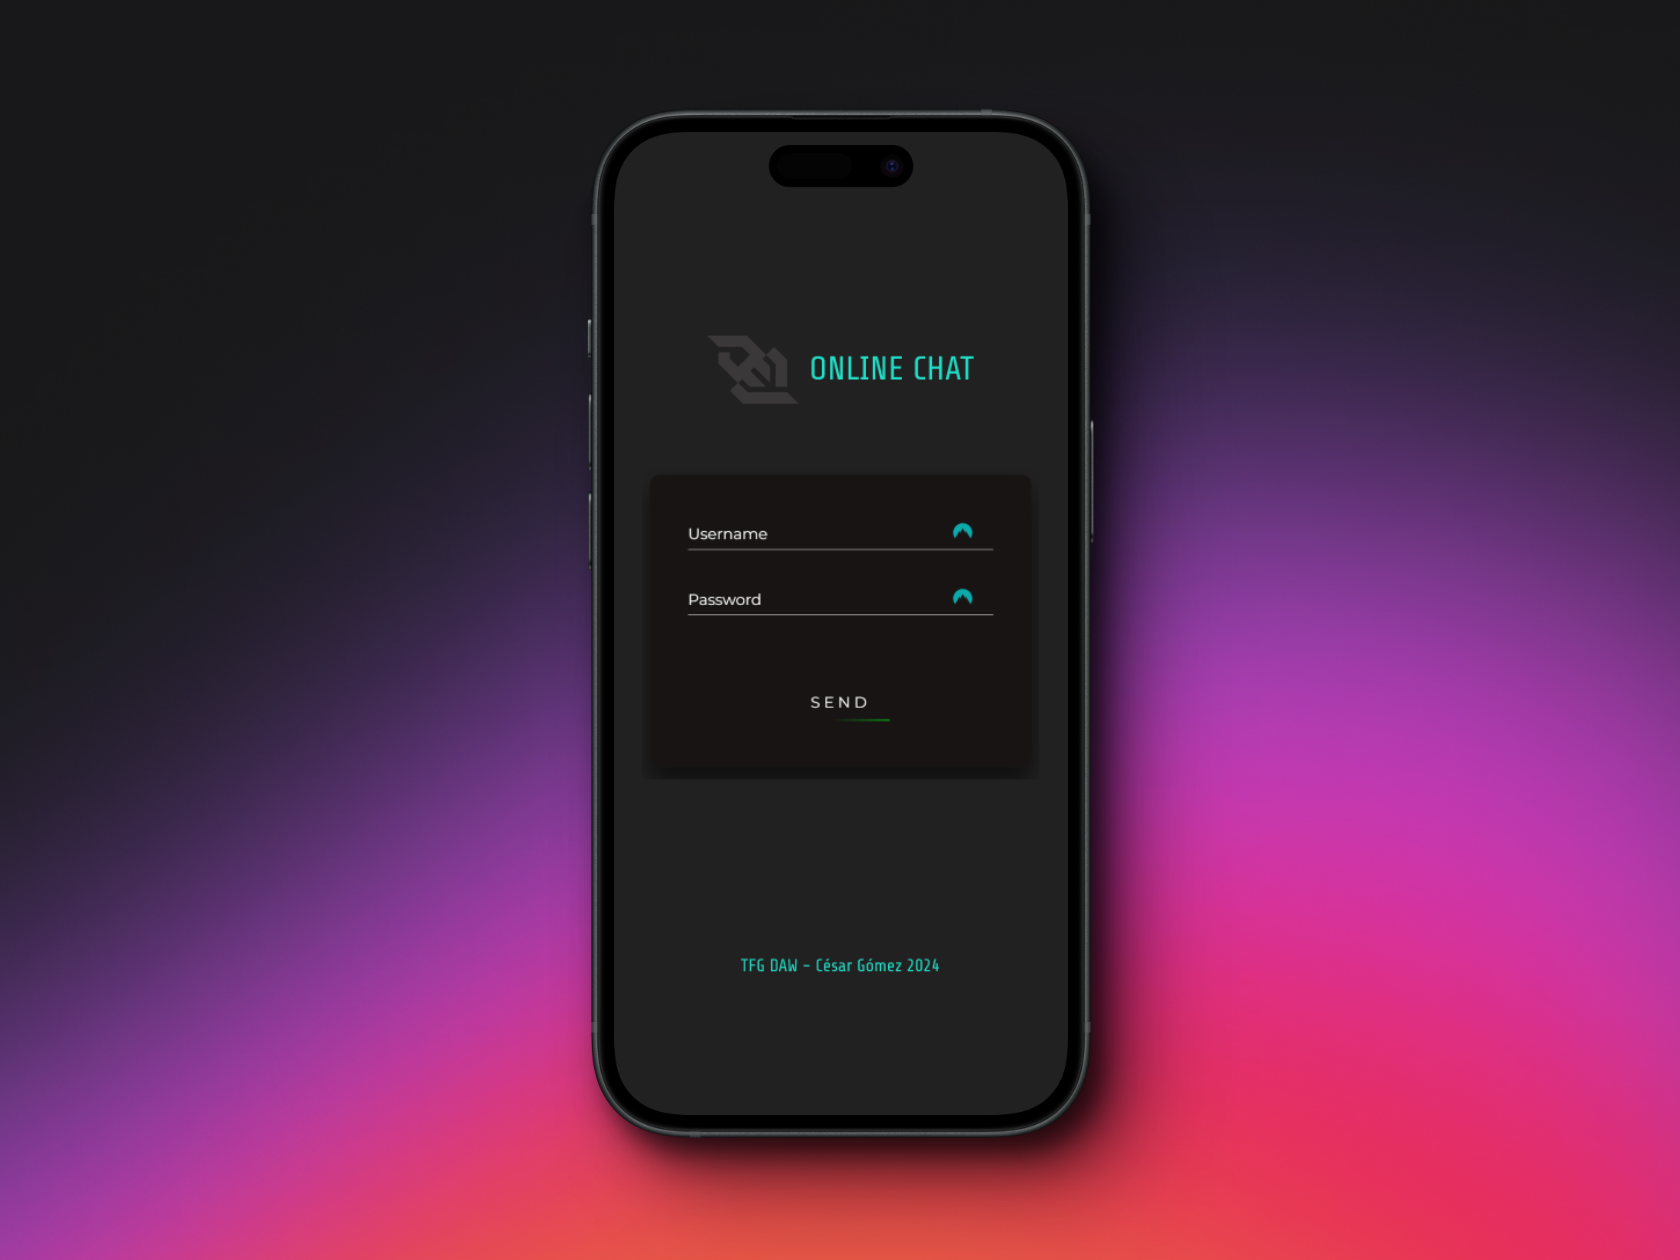 ONLINE CHAT
Username
Password
SEND
TFG DAW - César Gómez 2024